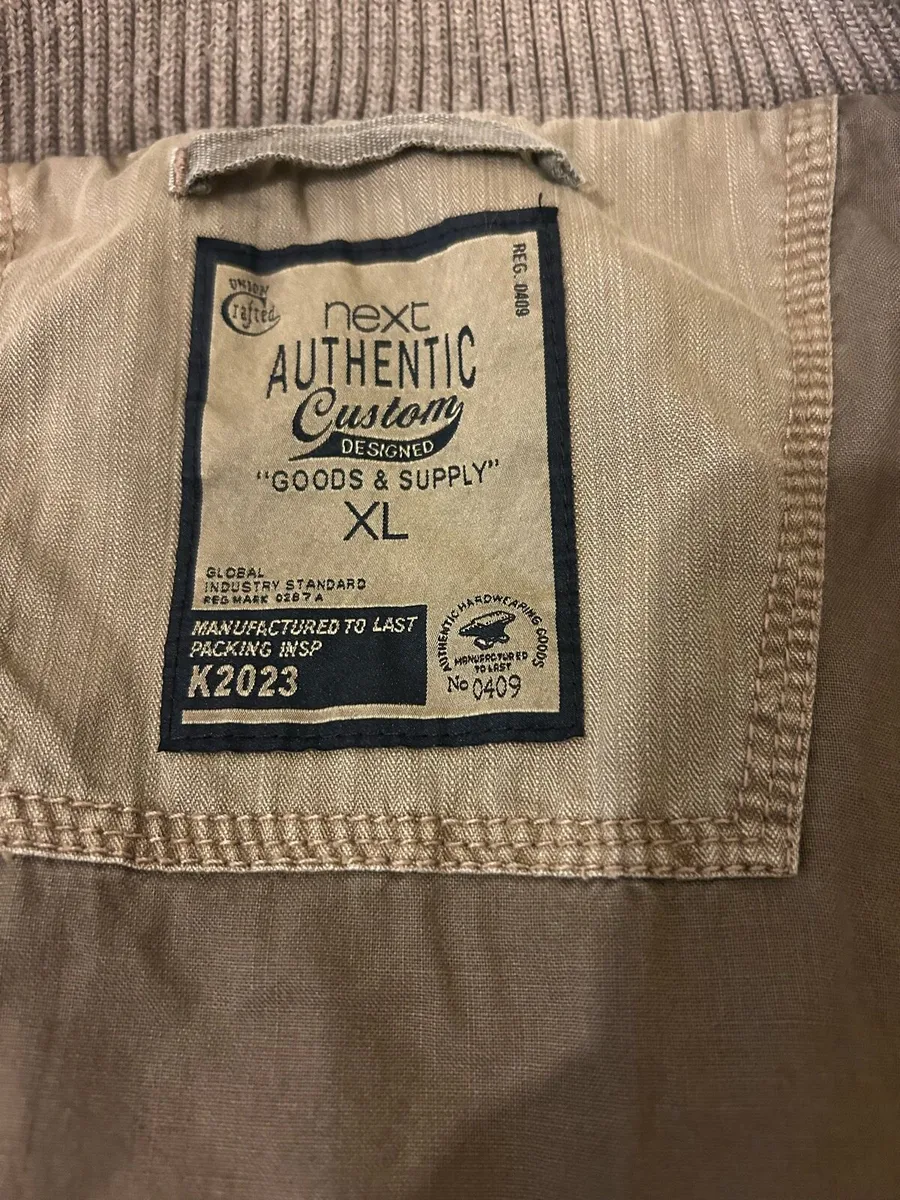 UNION
Crafted
REG. 0409
next
AUTHENTIC
Custom
DESIGNED
"GOODS & SUPPLY"
XL
GLOBAL
INDUSTRY STANDARD
REG MARK 0287A
MANUFACTURED TO LAST
PACKING INSP
K2023
AUTHENTIC HARDWEARING GOODS
MANUFACTURED
TO LAST
No 0409